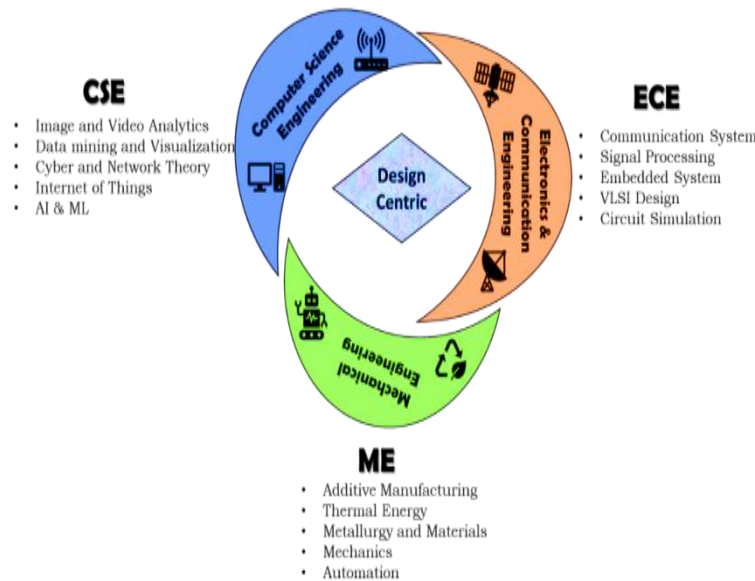 CSE
• Image and Video Analytics
• Data mining and Visualization
• Cyber and Network Theory
• Internet of Things
• AI & ML
Computer Science
Engineering
Design
Centric
Electronics &
Communication
Engineering
ECE
• Communication System
• Signal Processing
• Embedded System
• VLSI Design
• Circuit Simulation
Mechanical
Engineering
ME
• Additive Manufacturing
• Thermal Energy
• Metallurgy and Materials
• Mechanics
• Automation